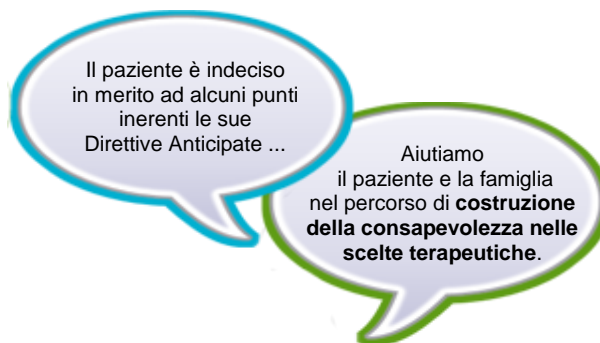 Il paziente è indeciso
in merito ad alcuni punti
inerenti le sue
Direttive Anticipate ...
Aiutiamo
il paziente e la famiglia
nel percorso di costruzione
della consapevolezza nelle
scelte terapeutiche.